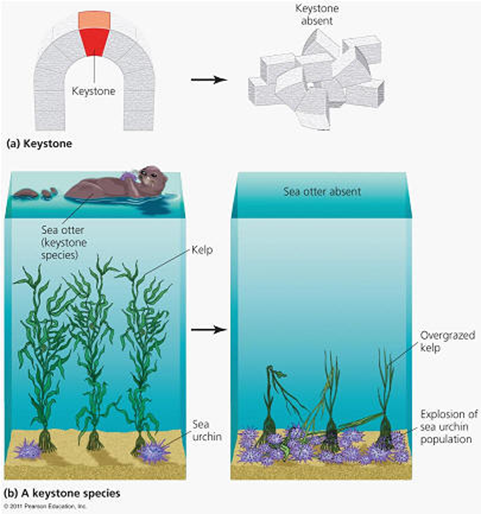 Keystone
absent
Keystone
(a) Keystone
Sea otter
(keystone
species)
Kelp
Sea
urchin
Sea otter absent
Overgrazed
kelp
Explosion of
sea urchin
population
(b) A keystone species
© 2011 Pearson Education, Inc.